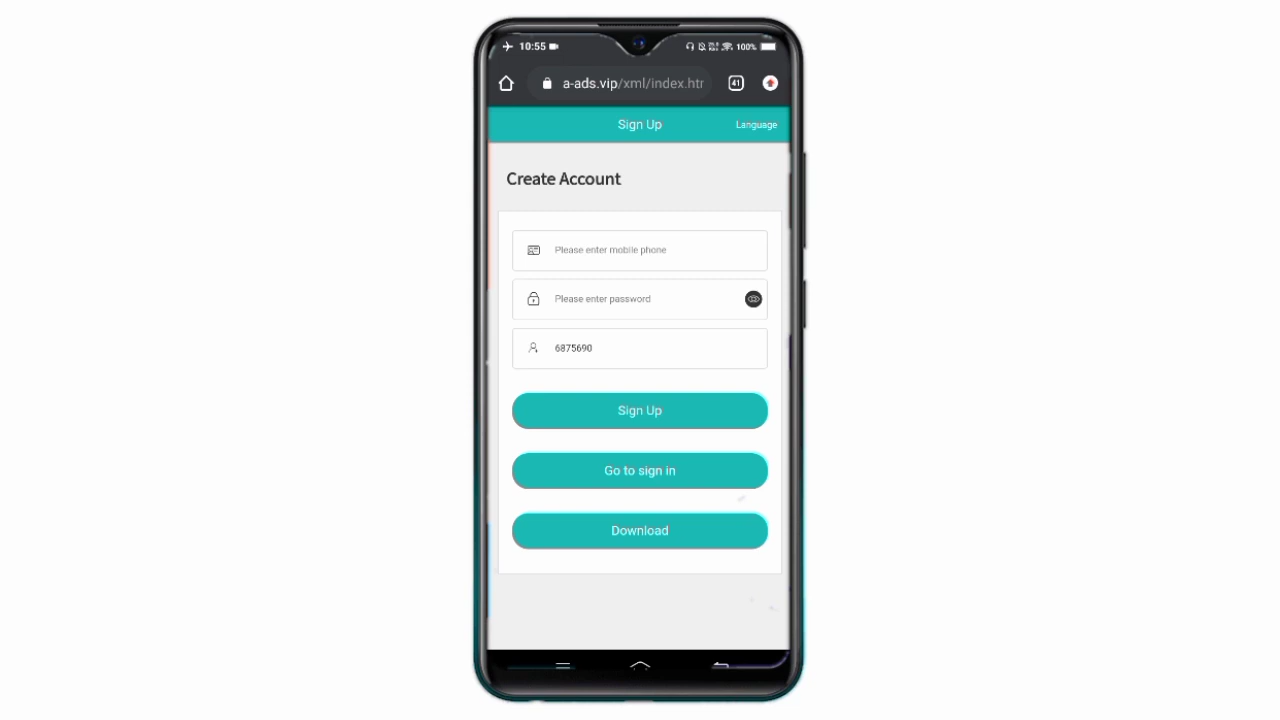 10:55 100%
a-ads.vip/xml/index.htr 41
Sign Up Language
Create Account
Please enter mobile phone
Please enter password
6875690
Sign Up
Go to sign in
Download